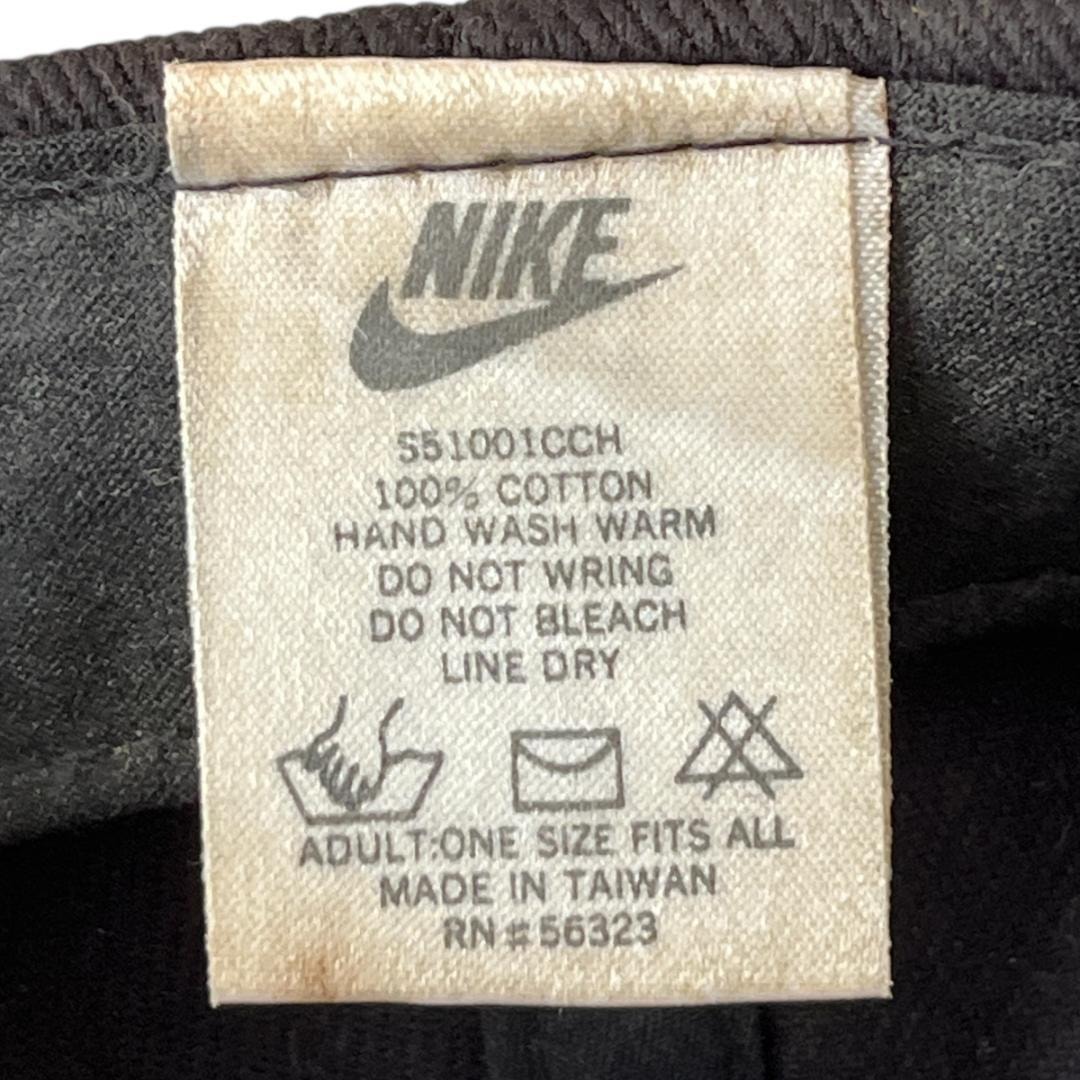 NIKE
S51001CCH
100% COTTON
HAND WASH WARM
DO NOT WRING
DO NOT BLEACH
LINE DRY
ADULT:ONE SIZE FITS ALL
MADE IN TAIWAN
RN#56323